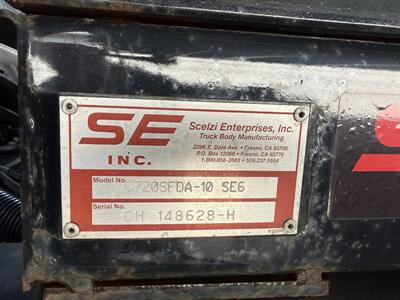 SE
INC.
Scelzi Enterprises, Inc.
Truck Body Manufacturing
2286 E. Date Ave. • Fresno, CA 93706
P.O. Box 12066 • Fresno, CA 93776
1.800.858-2883 • 559.237.5554
Model No.
C720SFDA-10 SE6
Serial No.
CH 148628-H